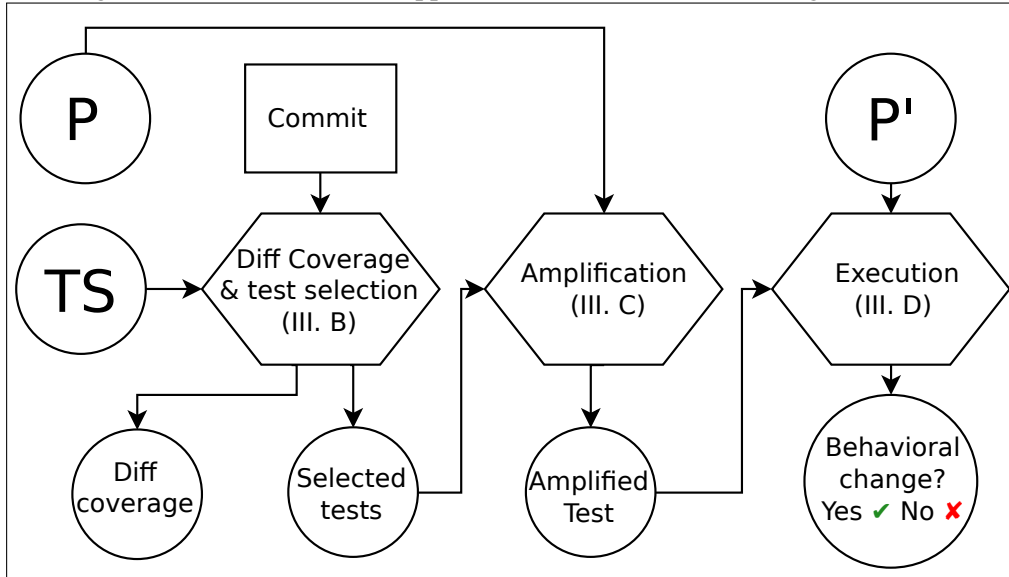 P
Commit
P'
TS
Diff Coverage
& test selection
(III. B)
Amplification
(III. C)
Execution
(III. D)
Diff
coverage
Selected
tests
Amplified
Test
Behavioral
change?
Yes ✔ No ✘